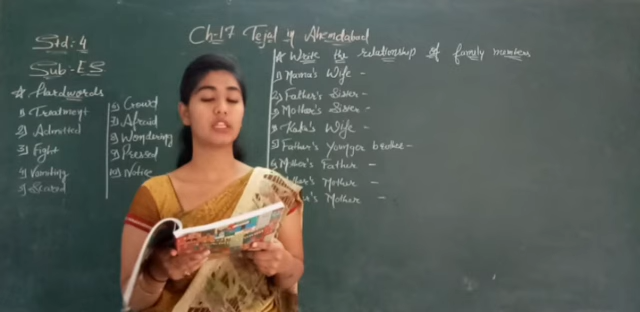 Std: 4
Sub:- ES
Ch-17 Tejal in Ahemdabad
☆ Hardwords
1) Treatment
2) Admitted
3) Fight
4) Vomiting
5) Scared
6) Crowd
7) Afraid
8) Wondering
9) Pressed
10) Notice
☆ Write the relationship of family members
1) Mama's Wife -
2) Father's Sister -
3) Mother's Sister -
4) Kaka's Wife -
5) Father's Younger brother -
6) Mother's Father -
Mother -
Mother -